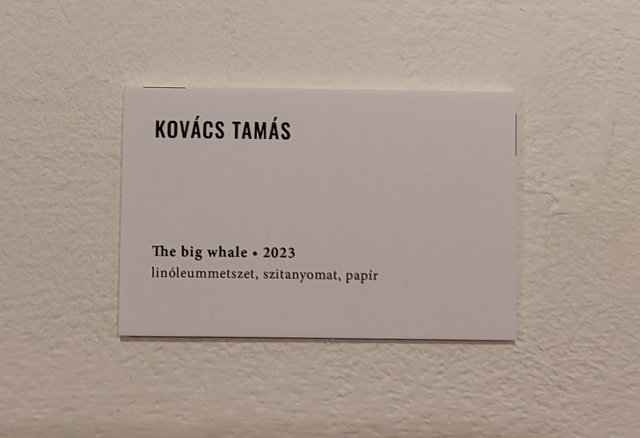 KOVÁCS TAMÁS
The big whale • 2023
linóleummetszet, szitanyomat, papír